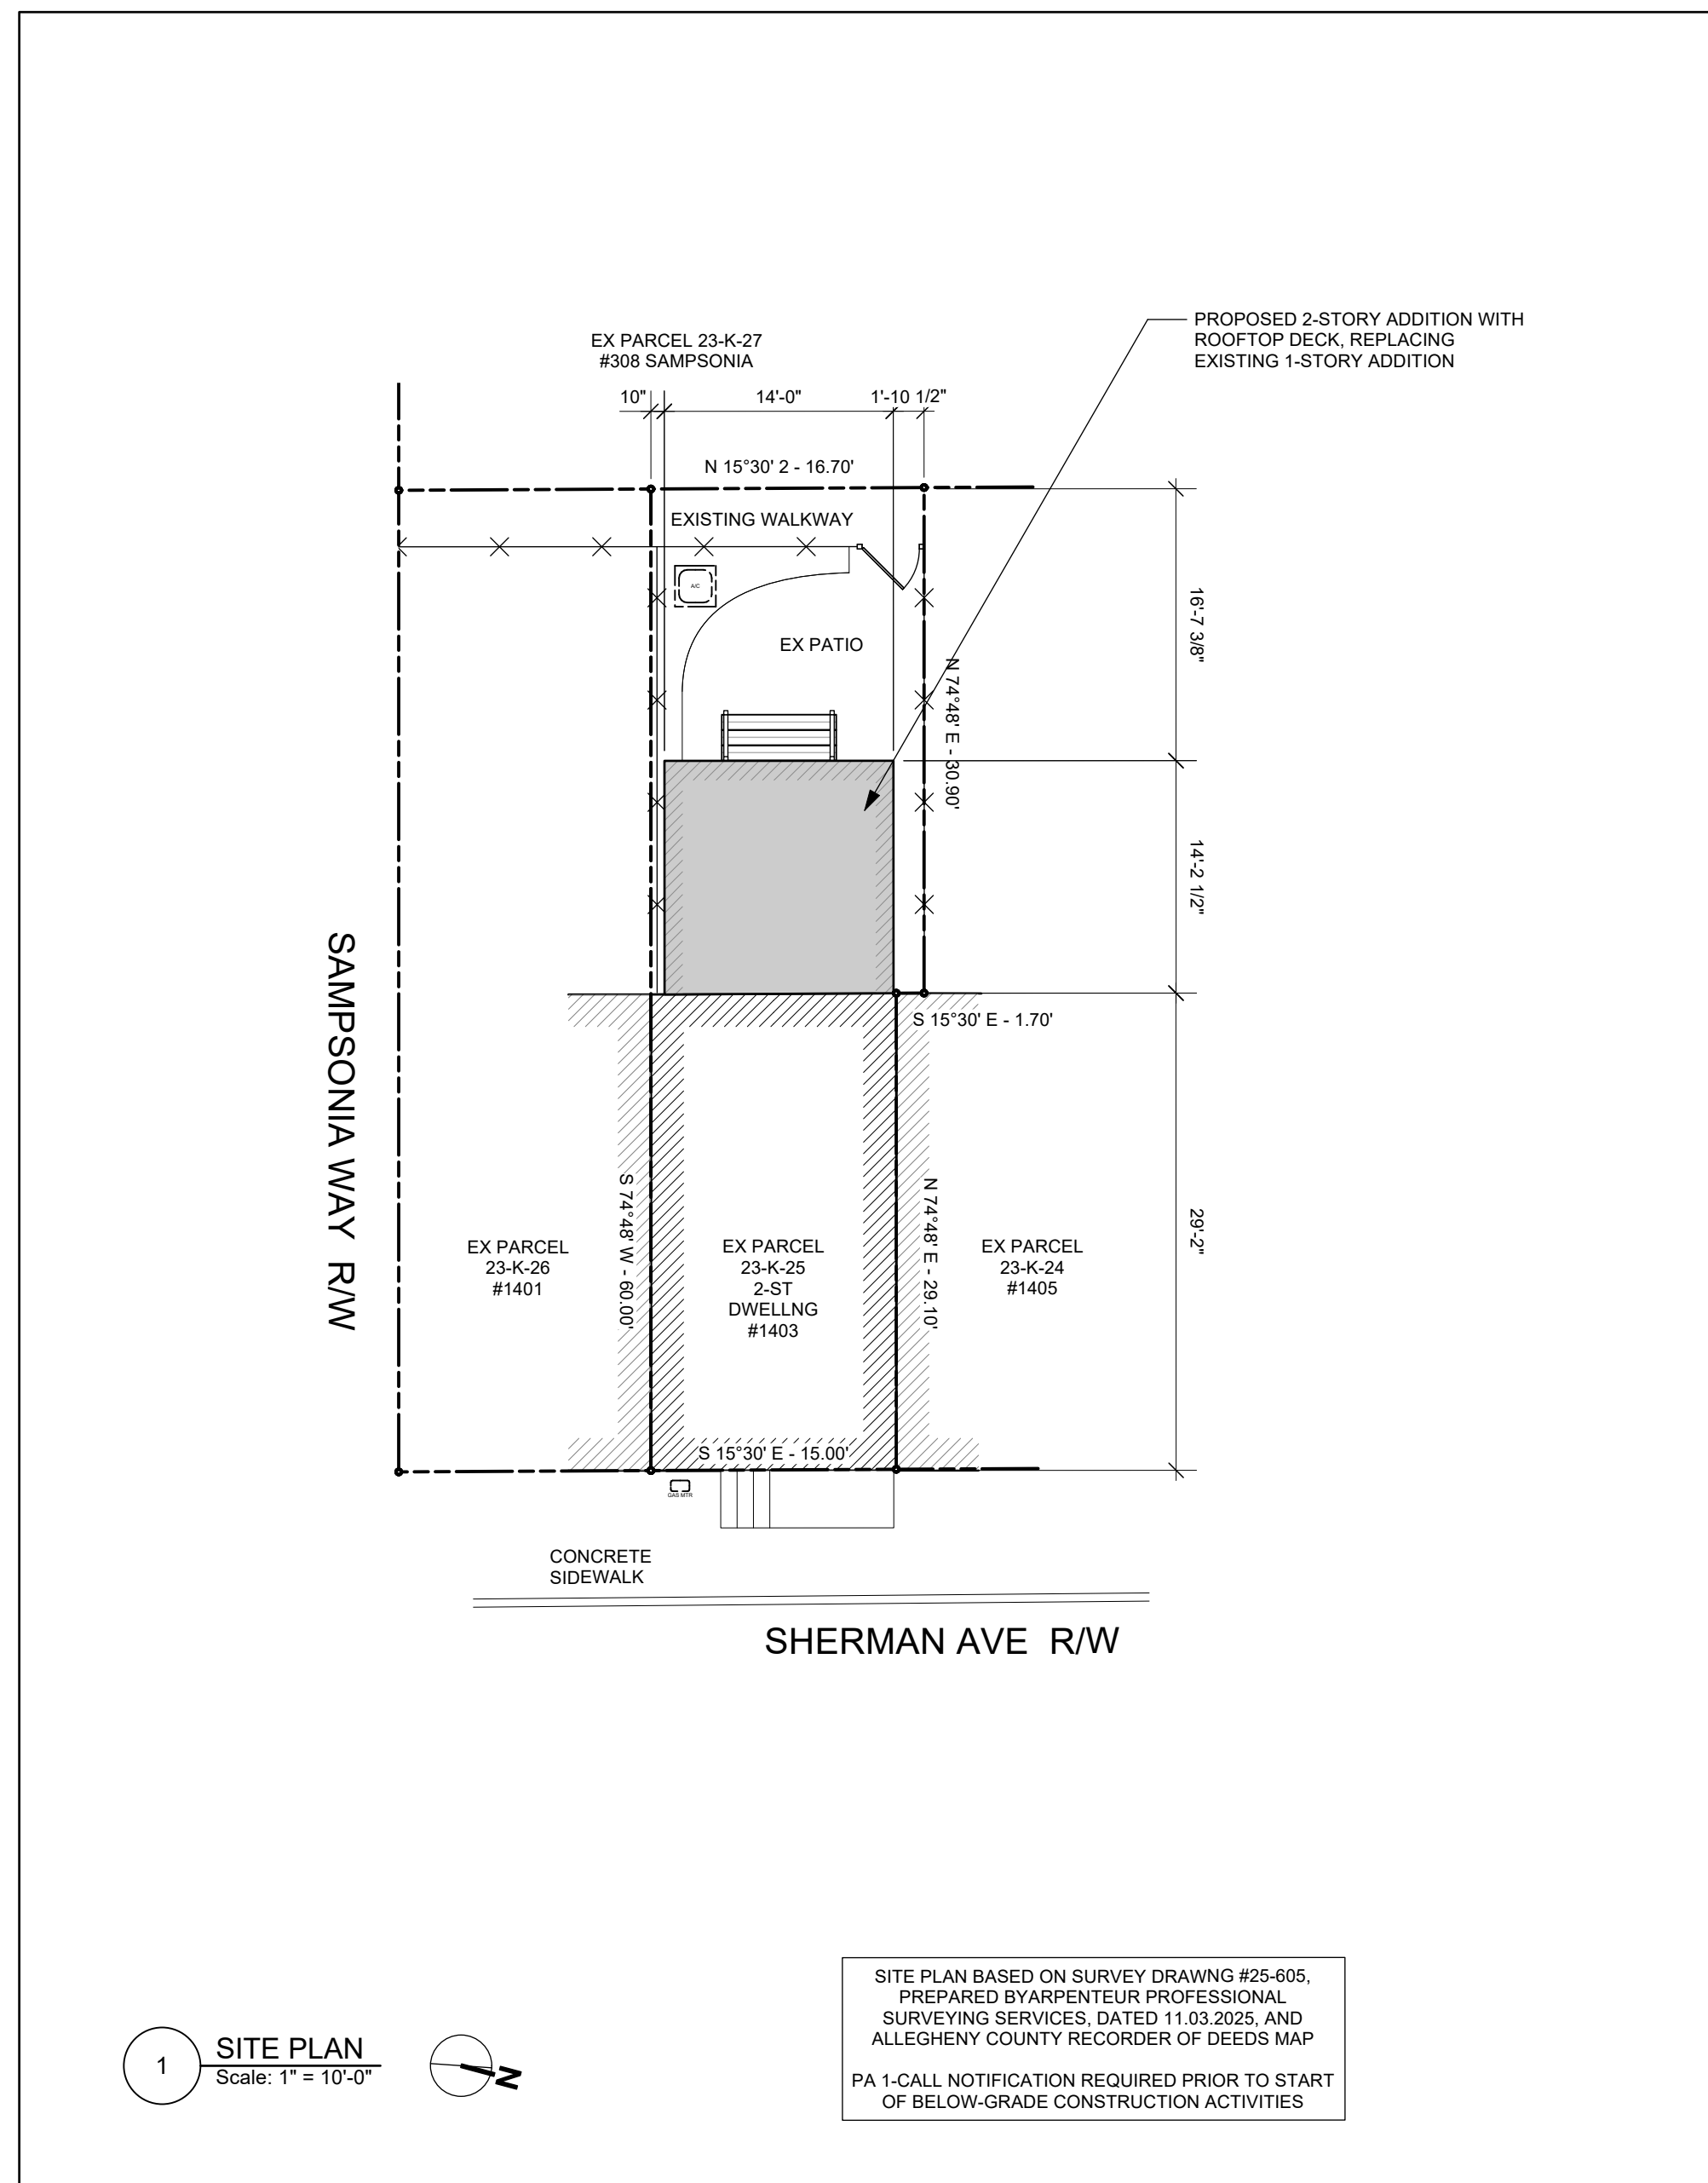 PROPOSED 2-STORY ADDITION WITH
ROOFTOP DECK, REPLACING
EXISTING 1-STORY ADDITION
EX PARCEL 23-K-27
#308 SAMPSONIA
10"
14'-0"
1'-10 1/2"
N 15°30' 2 - 16.70'
EXISTING WALKWAY
A/C
EX PATIO
N 74°48' E - 30.90'
16'-7 3/8"
14'-2 1/2"
S 15°30' E - 1.70'
SAMPSONIA WAY R/W
S 74°48' W - 60.00'
N 74°48' E - 29.10'
29'-2"
EX PARCEL
23-K-26
#1401
EX PARCEL
23-K-25
2-ST
DWELLNG
#1403
EX PARCEL
23-K-24
#1405
S 15°30' E - 15.00'
GAS MTR
CONCRETE
SIDEWALK
SHERMAN AVE R/W
SITE PLAN BASED ON SURVEY DRAWNG #25-605,
PREPARED BYARPENTEUR PROFESSIONAL
SURVEYING SERVICES, DATED 11.03.2025, AND
ALLEGHENY COUNTY RECORDER OF DEEDS MAP
PA 1-CALL NOTIFICATION REQUIRED PRIOR TO START
OF BELOW-GRADE CONSTRUCTION ACTIVITIES
1
SITE PLAN
Scale: 1" = 10'-0"
N